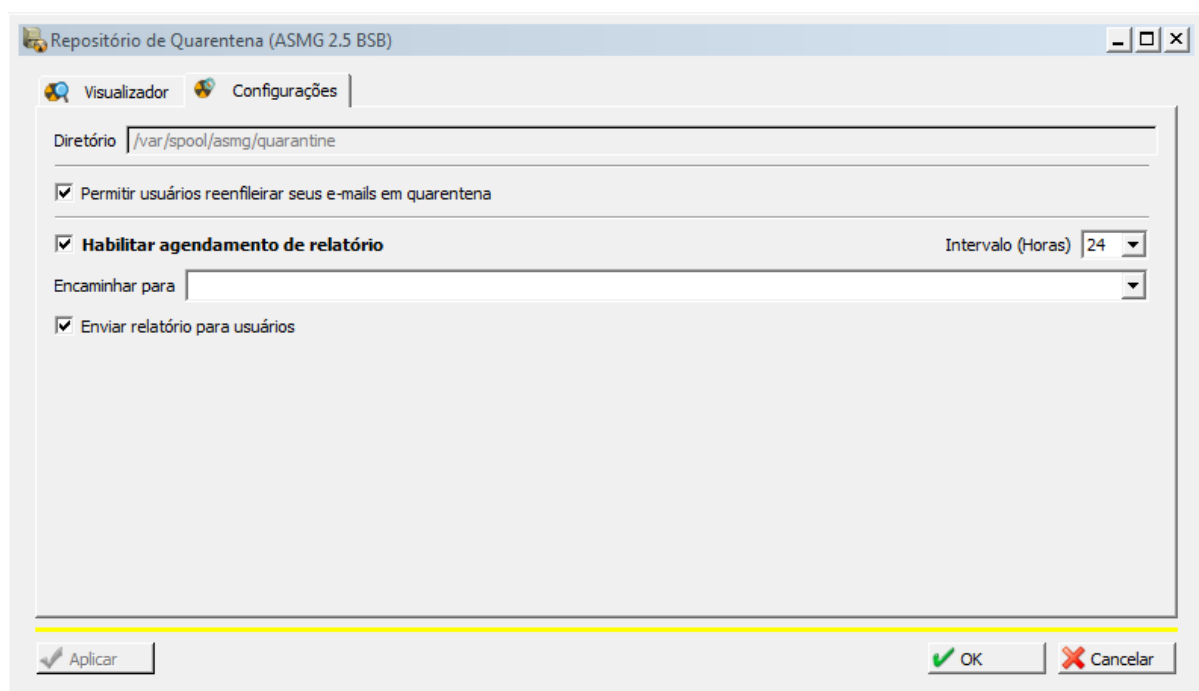 Repositório de Quarentena (ASMG 2.5 BSB)
Visualizador Configurações
Diretório /var/spool/asmg/quarantine
Permitir usuários reenfileirar seus e-mails em quarentena
Habilitar agendamento de relatório Intervalo (Horas) 24
Encaminhar para
Enviar relatório para usuários
Aplicar OK Cancelar